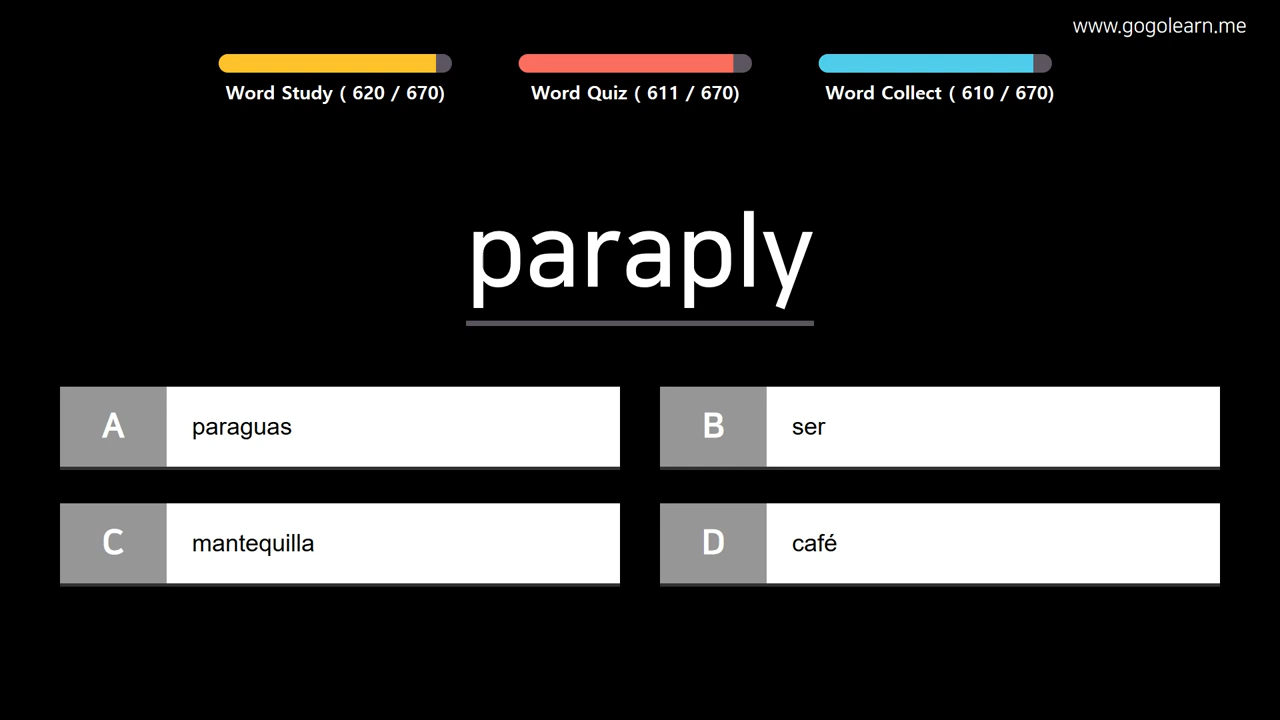 www.gogolearn.me
Word Study ( 620 / 670)
Word Quiz ( 611 / 670)
Word Collect ( 610 / 670)
paraply
A paraguas
B ser
C mantequilla
D café